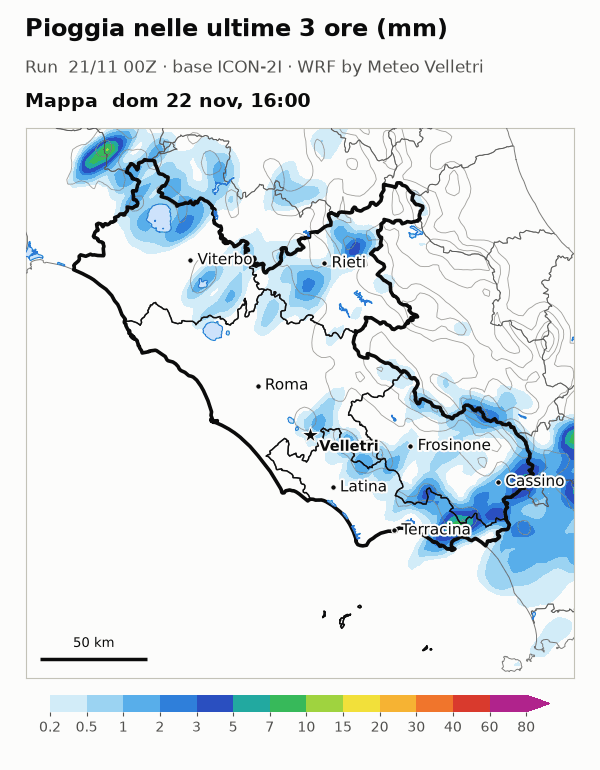 Pioggia nelle ultime 3 ore (mm)
Run  21/11 00Z · base ICON-2I · WRF by Meteo Velletri
Mappa  dom 22 nov, 16:00
Viterbo
Rieti
Roma
Velletri
Frosinone
Latina
Cassino
Terracina
50 km
0.2 0.5 1 2 3 5 7 10 15 20 30 40 60 80